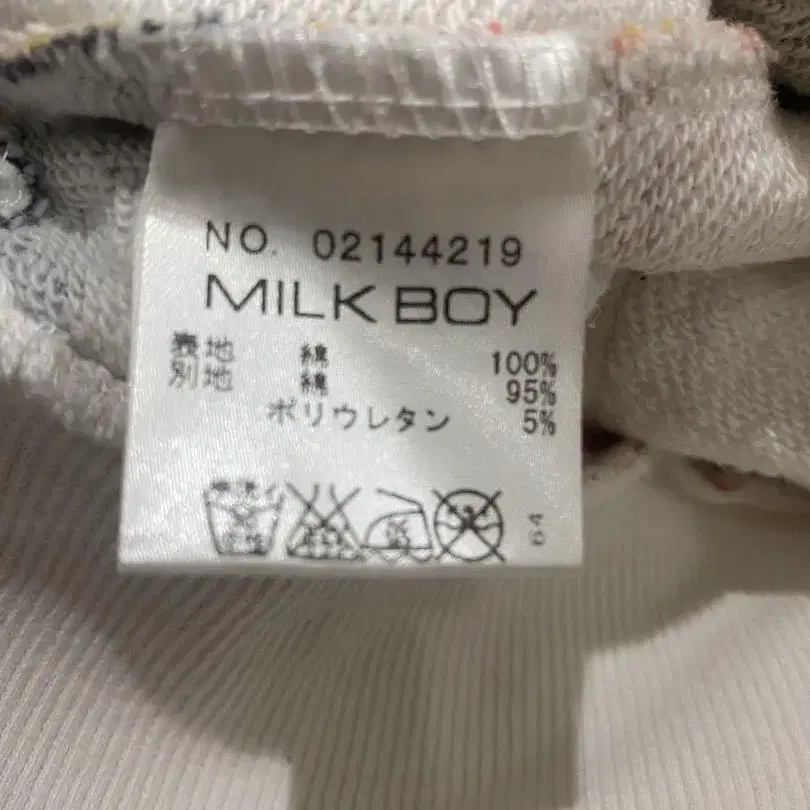 NO. 02144219
MILK BOY
表地 綿 100%
別地 綿 95%
ポリウレタン 5%
64